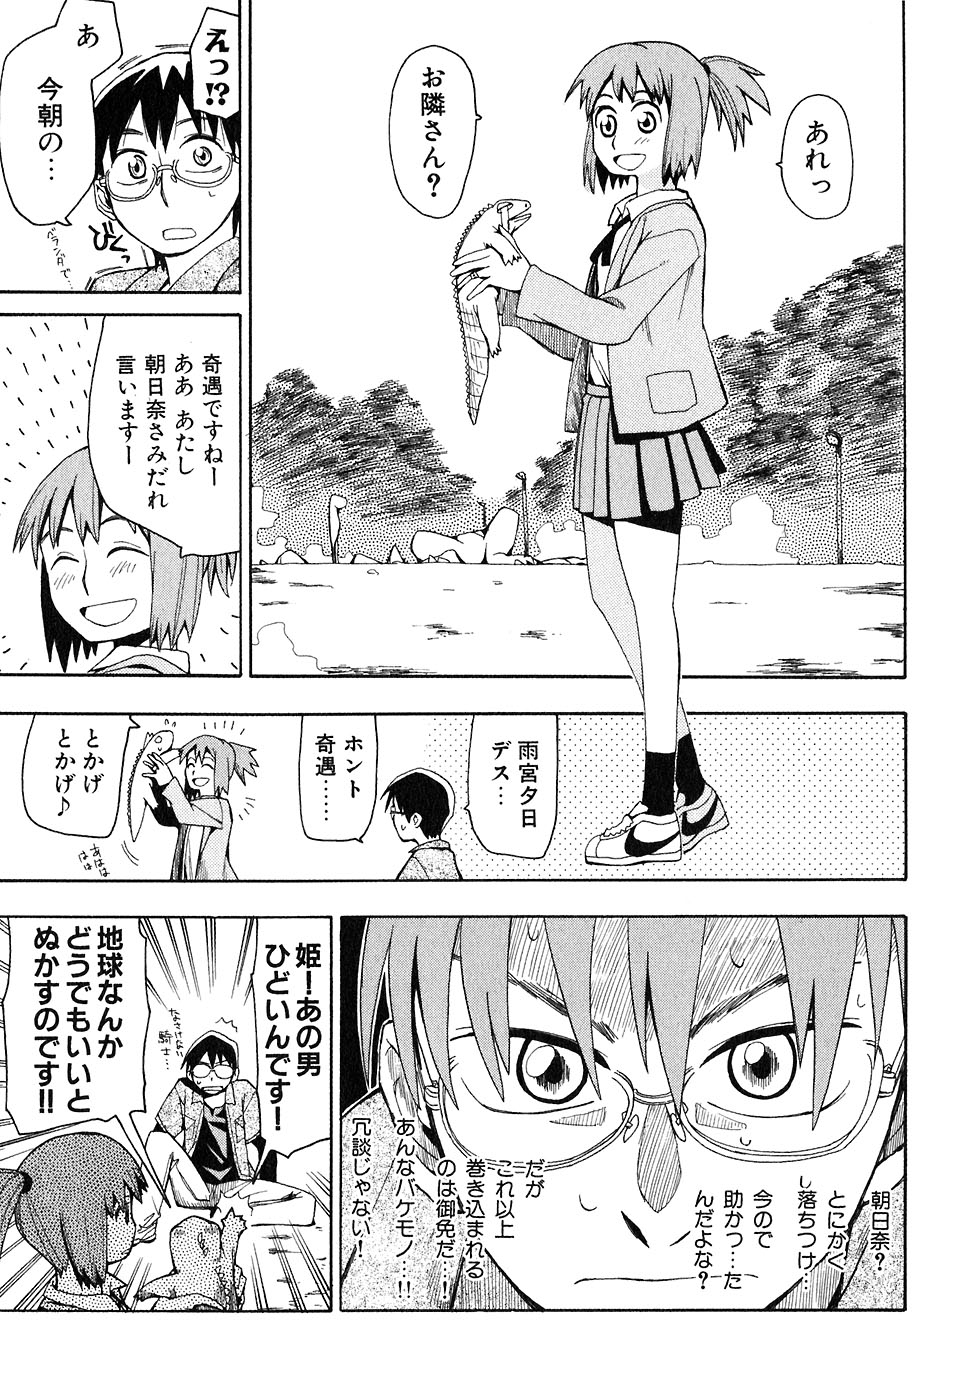 あれっ
お隣さん？
えっ!?
あ
今朝の…
ベランダで
びくっ
奇遇ですねー
ああ あたし
朝日奈さみだれ
言いますー
雨宮夕日
デス…
ホント
奇遇……
とかげ
とかげ♪
あはは
はは
朝日奈？
とにかく
落ちつけ…
今ので
助かっ…た
んだよな？
だが
これ以上
巻き込まれる
のは御免だ…！
あんなバケモノ…!!
冗談じゃない！
姫！あの男
ひどいんです！
なさけない
騎士…
地球なんか
どうでもいいと
ぬかすのです!!